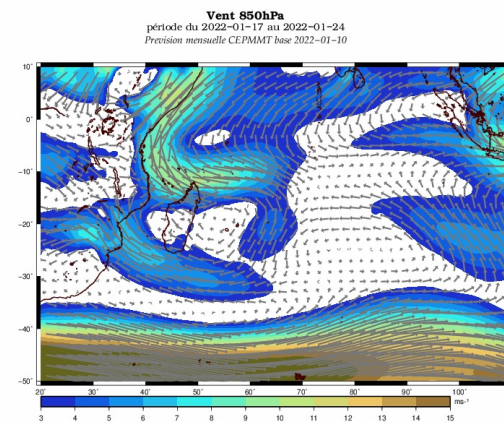 Vent 850hPa
période du 2022-01-17 au 2022-01-24
Prevision mensuelle CEPMMT base 2022-01-10
10°
0°
-10°
-20°
-30°
-40°
-50°
20° 30° 40° 50° 60° 70° 80° 90° 100°
3 4 5 6 7 8 9 10 11 12 13 14 15 ms-¹